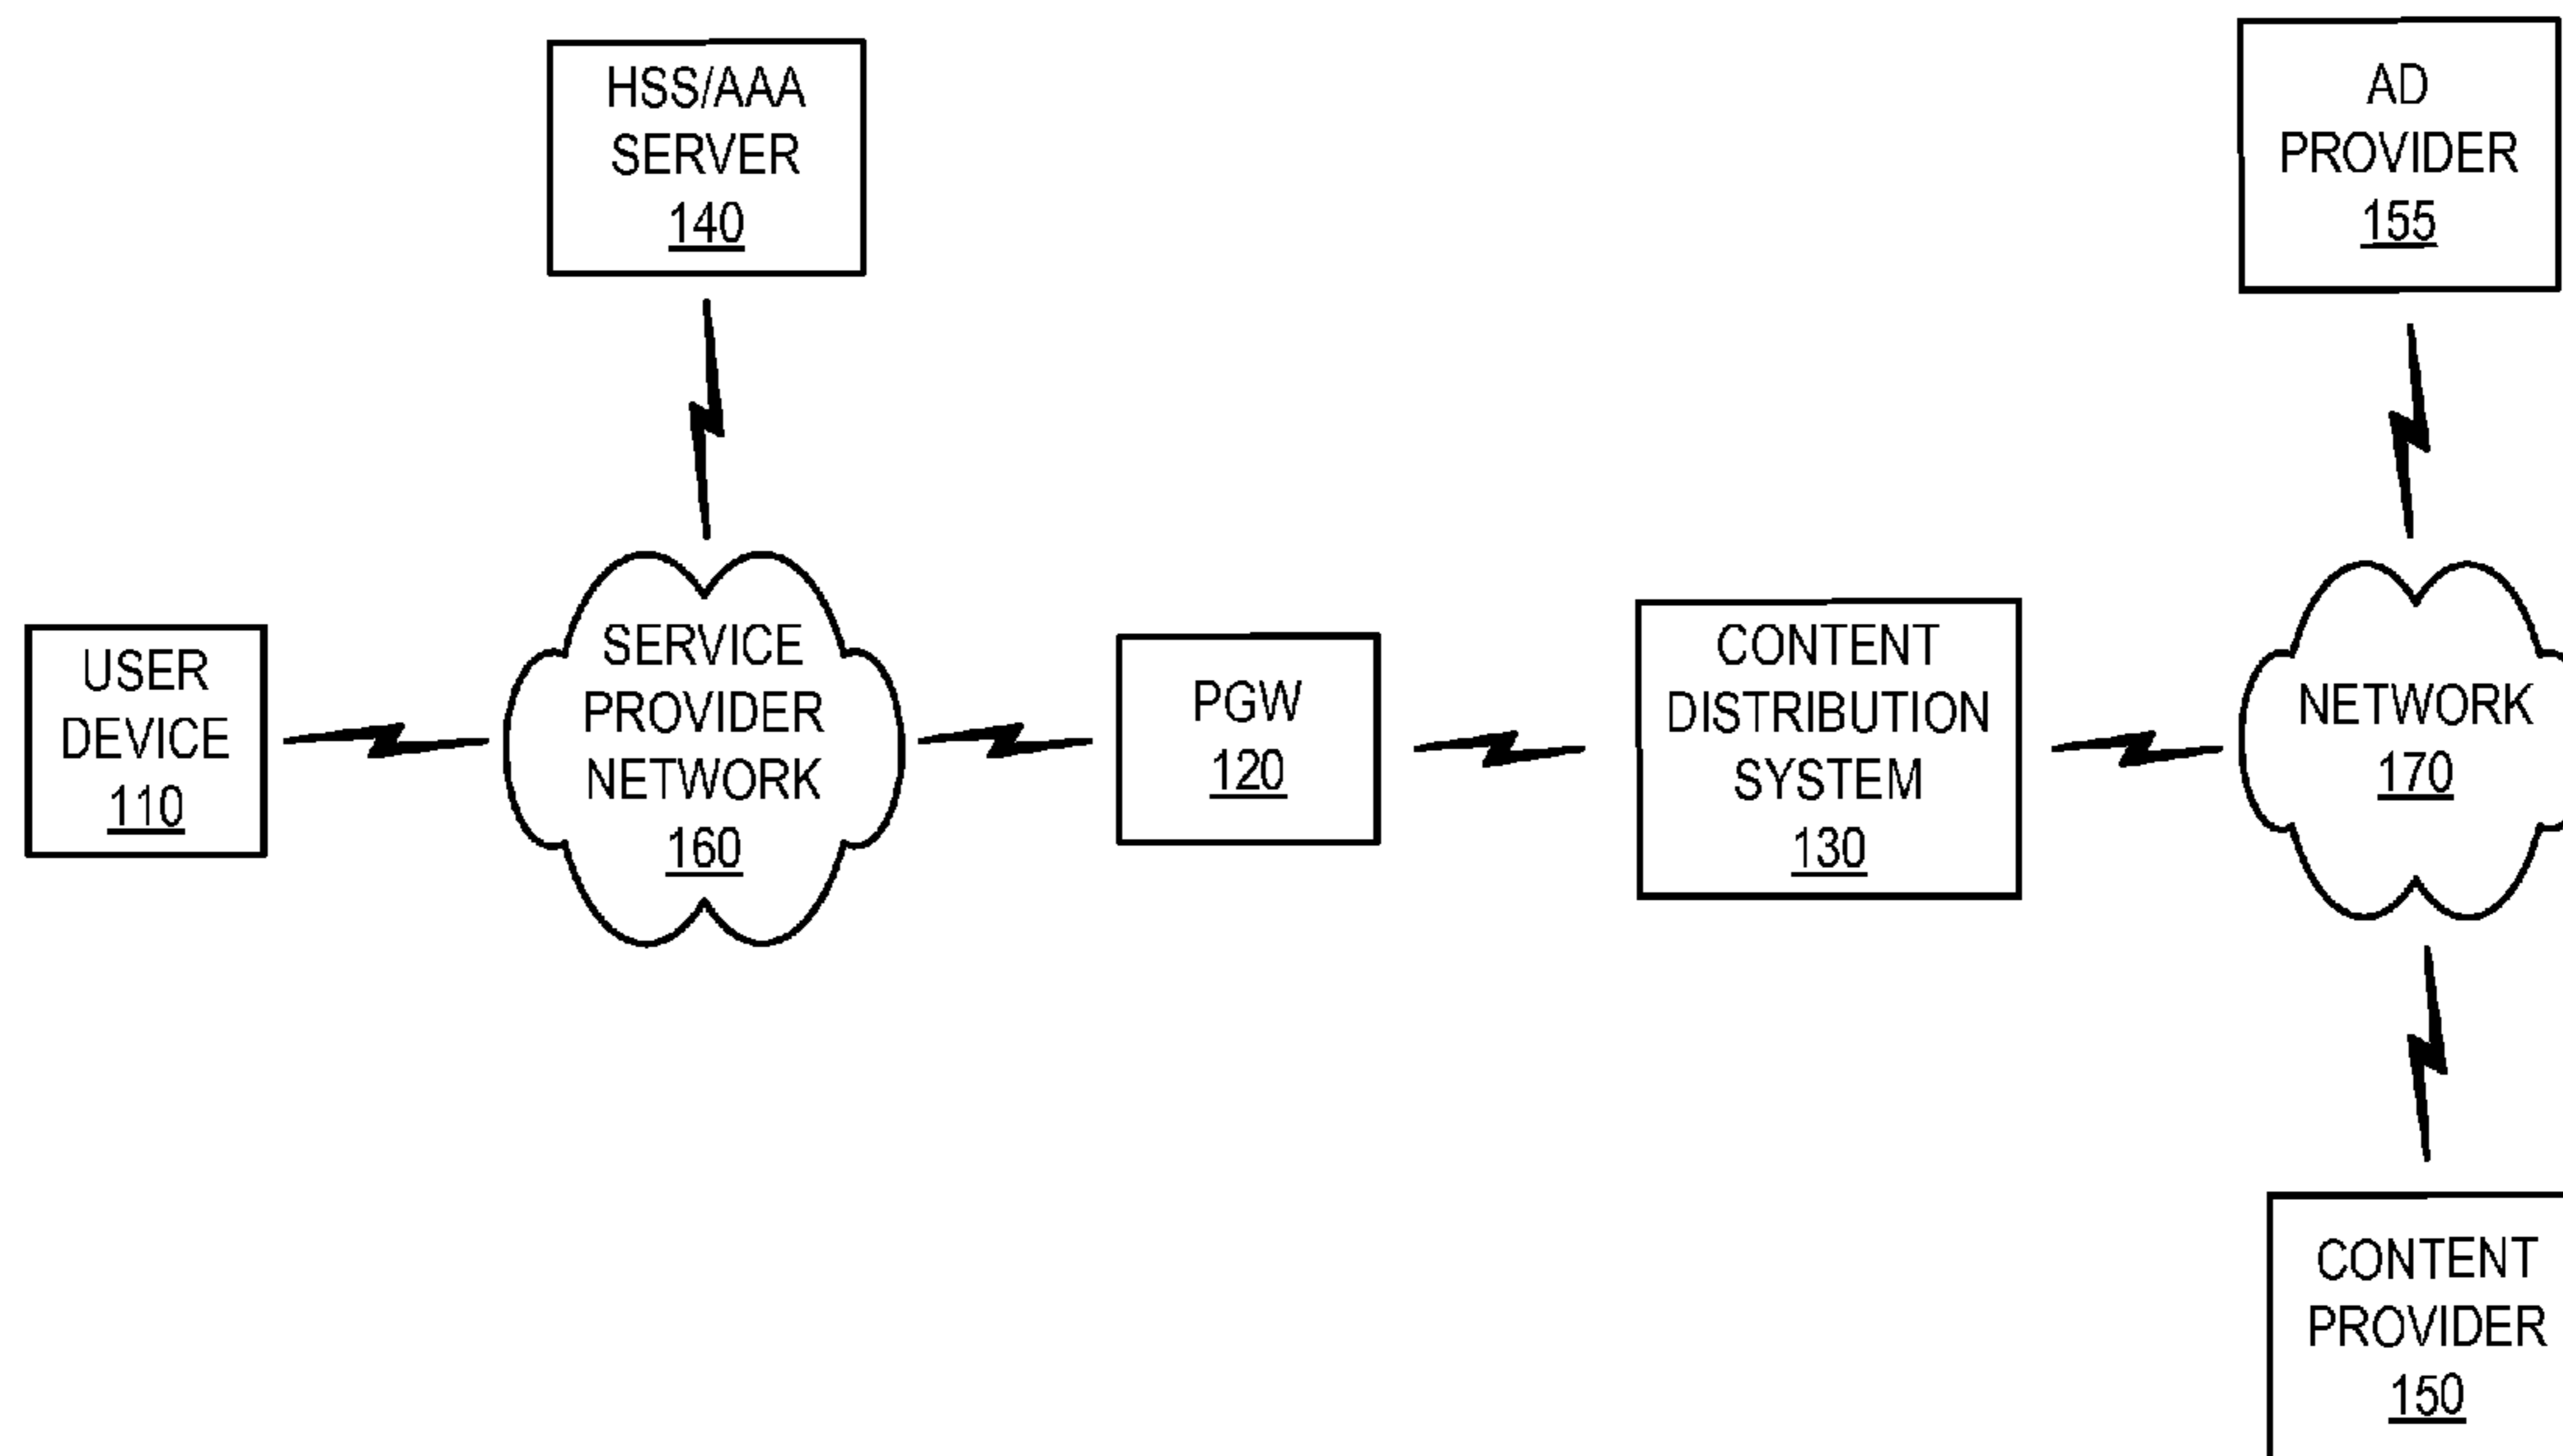 HSS/AAA
SERVER
140
AD
PROVIDER
155
USER
DEVICE
110
SERVICE
PROVIDER
NETWORK
160
PGW
120
CONTENT
DISTRIBUTION
SYSTEM
130
NETWORK
170
CONTENT
PROVIDER
150